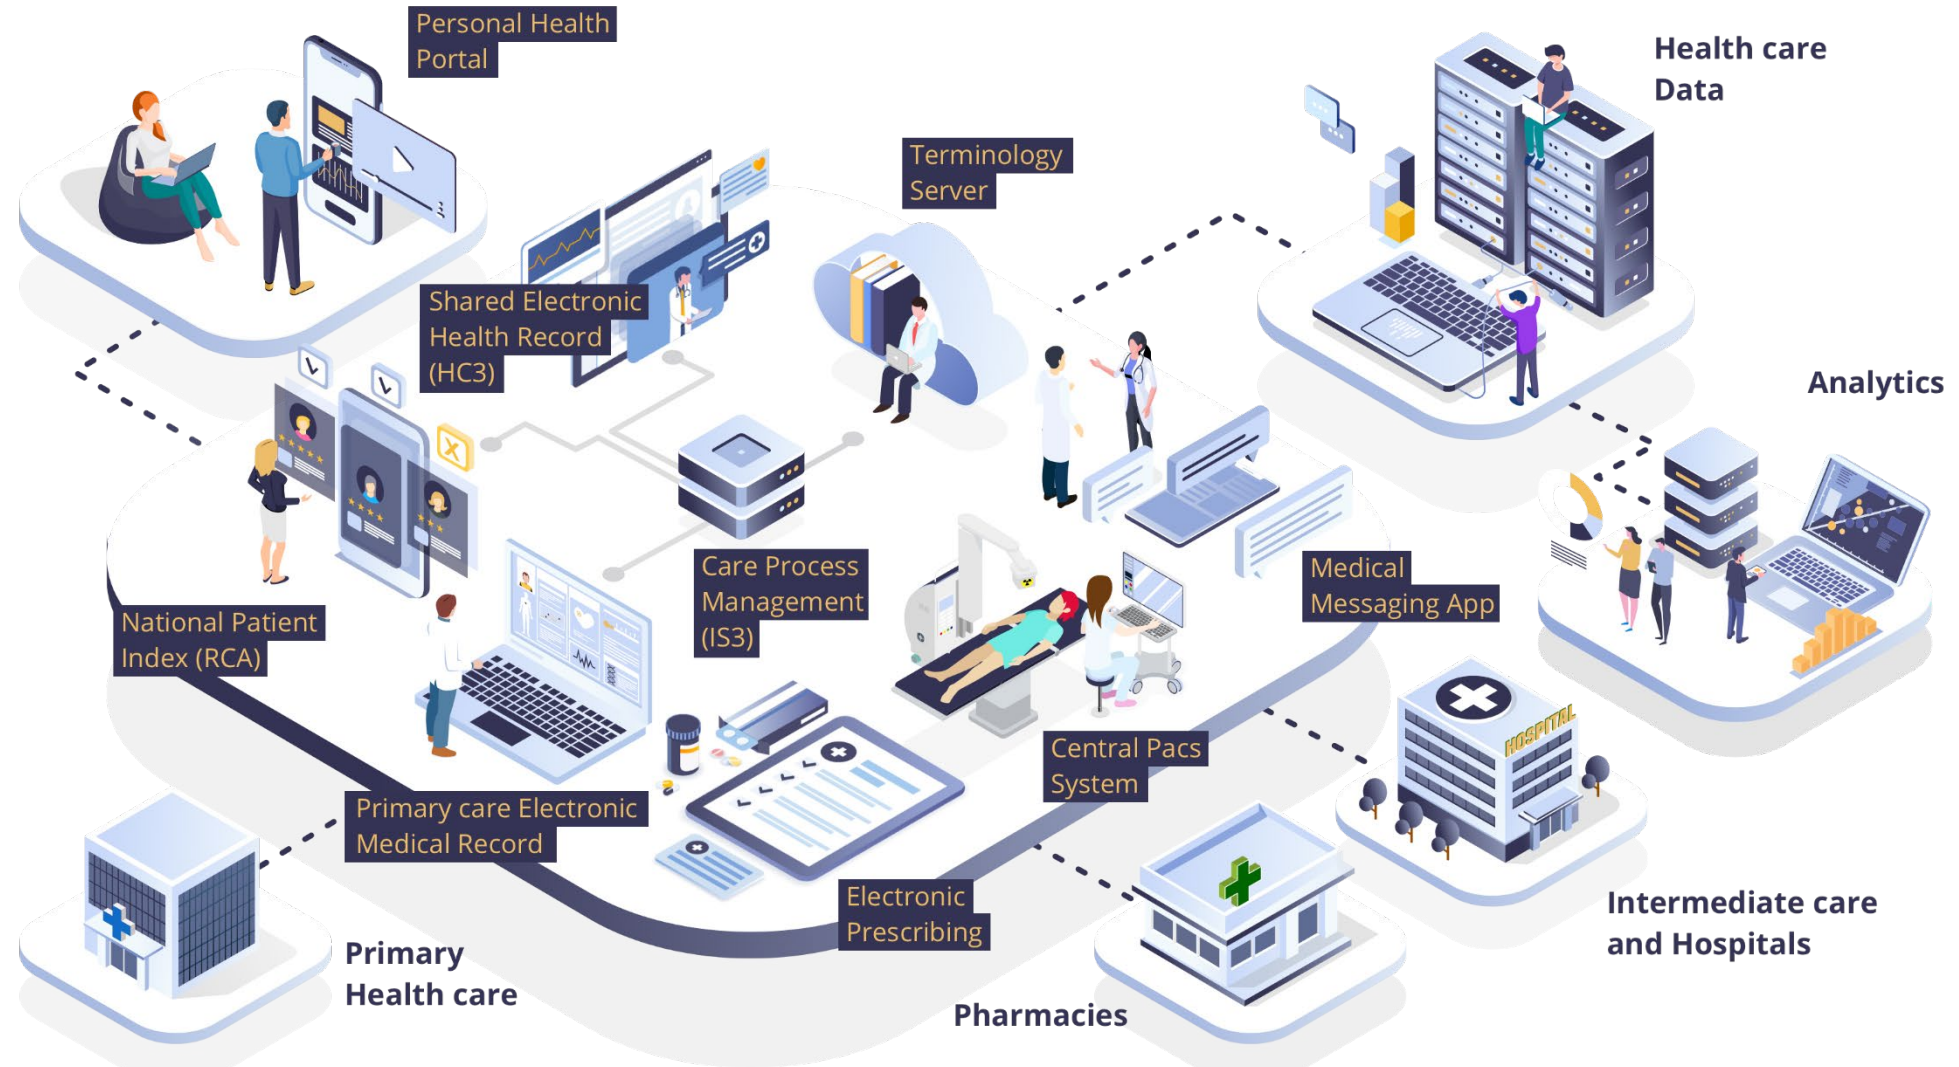 Personal Health
Portal
Health care
Data
Terminology
Server
Shared Electronic
Health Record
(HC3)
Analytics
Care Process
Management
(IS3)
Medical
Messaging App
National Patient
Index (RCA)
HOSPITAL
Central Pacs
System
Primary care Electronic
Medical Record
Electronic
Prescribing
Intermediate care
and Hospitals
Primary
Health care
Pharmacies